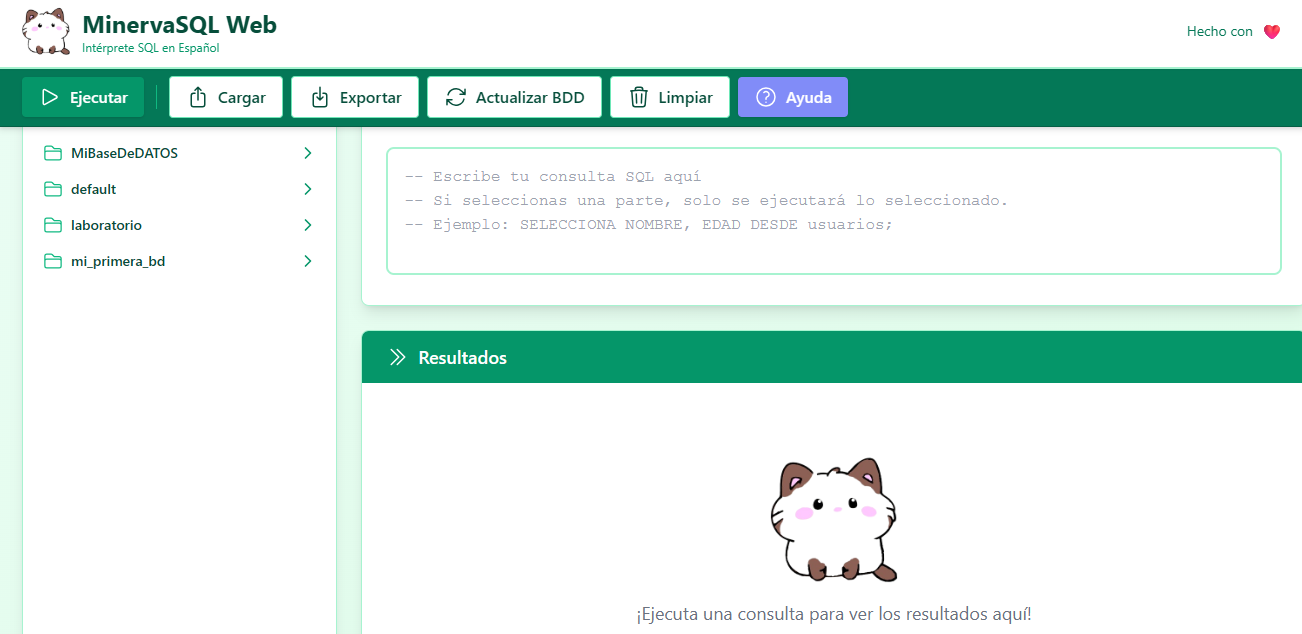 MinervaSQL Web
Intérprete SQL en Español
Hecho con
Ejecutar
Cargar
Exportar
Actualizar BDD
Limpiar
Ayuda
MiBaseDeDATOS
default
laboratorio
mi_primera_bd
-- Escribe tu consulta SQL aquí
-- Si seleccionas una parte, solo se ejecutará lo seleccionado.
-- Ejemplo: SELECCIONA NOMBRE, EDAD DESDE usuarios;
Resultados
¡Ejecuta una consulta para ver los resultados aquí!